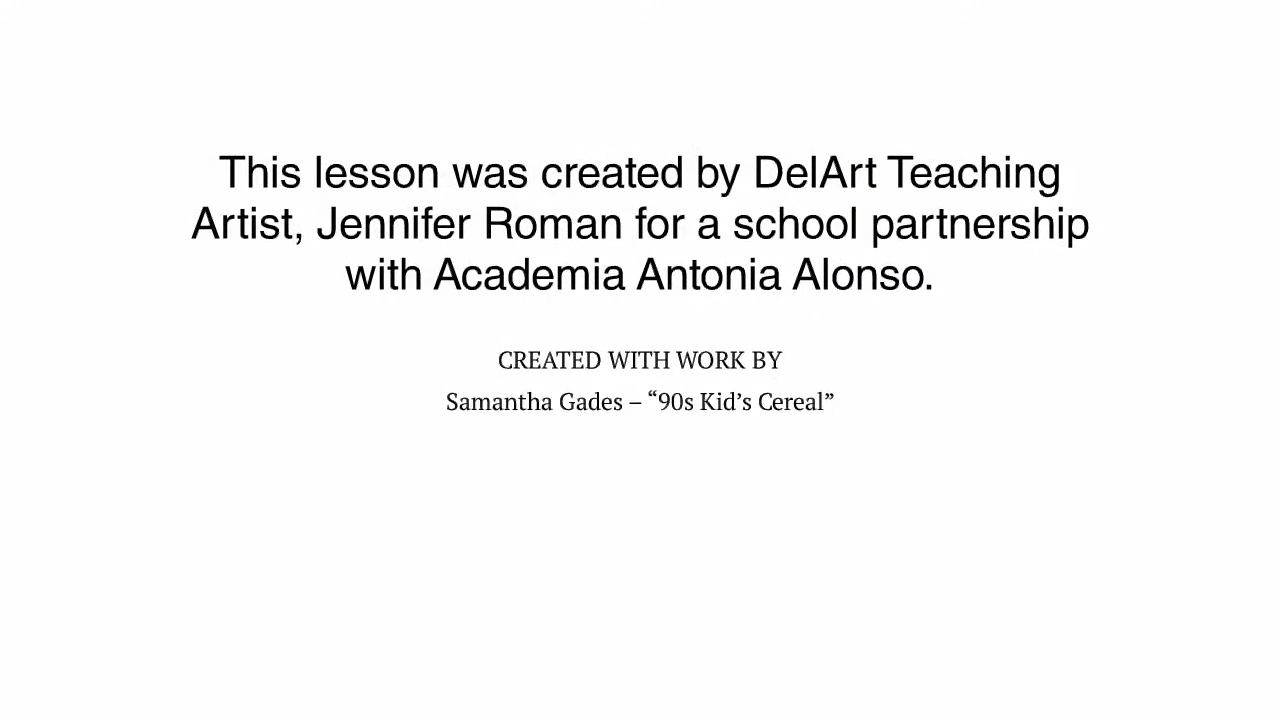 This lesson was created by DelArt Teaching
Artist, Jennifer Roman for a school partnership
with Academia Antonia Alonso.
CREATED WITH WORK BY
Samantha Gades – “90s Kid’s Cereal”